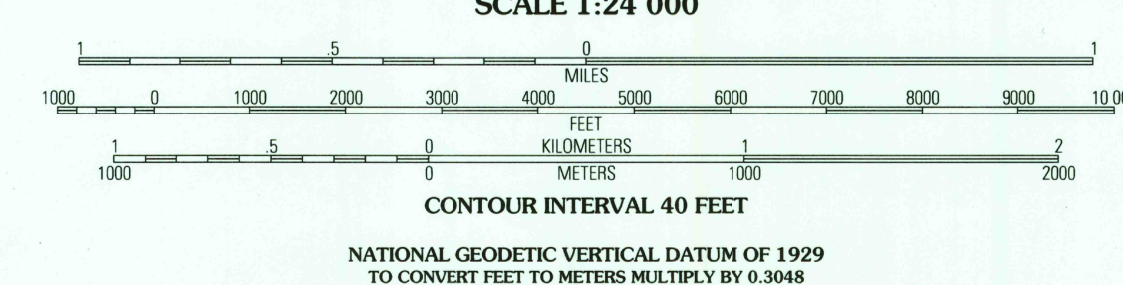 SCALE 1:24 000
1 .5 0 1
MILES
1000 0 1000 2000 3000 4000 5000 6000 7000 8000 9000 10 00
FEET
1 .5 0 KILOMETERS 1 2
1000 0 METERS 1000 2000
CONTOUR INTERVAL 40 FEET
NATIONAL GEODETIC VERTICAL DATUM OF 1929
TO CONVERT FEET TO METERS MULTIPLY BY 0.3048